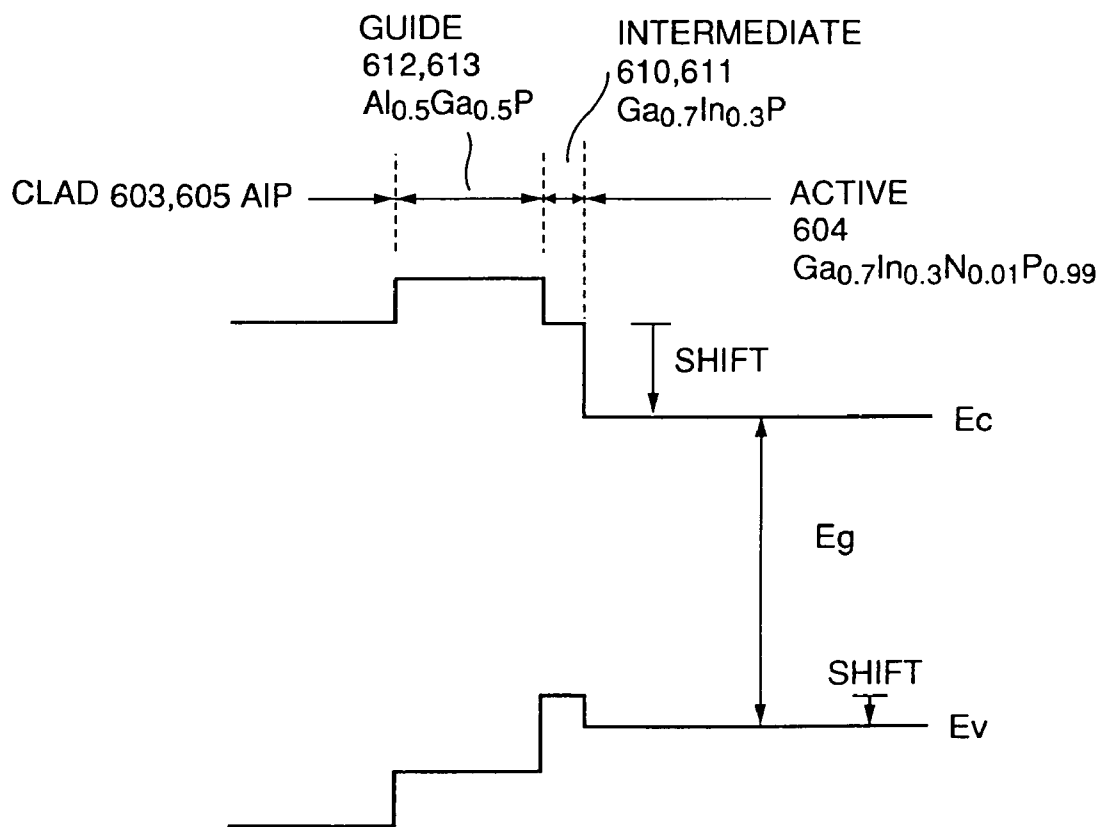 GUIDE
612,613
Al0.5Ga0.5P
INTERMEDIATE
610,611
Ga0.7In0.3P
CLAD 603,605 AlP
ACTIVE
604
Ga0.7In0.3N0.01P0.99
SHIFT
Ec
Eg
SHIFT
Ev